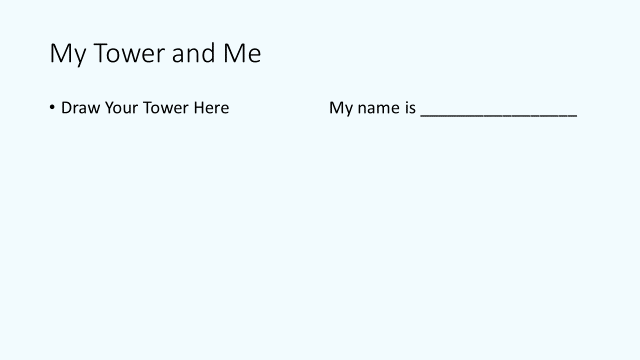 My Tower and Me
• Draw Your Tower Here
My name is _________________